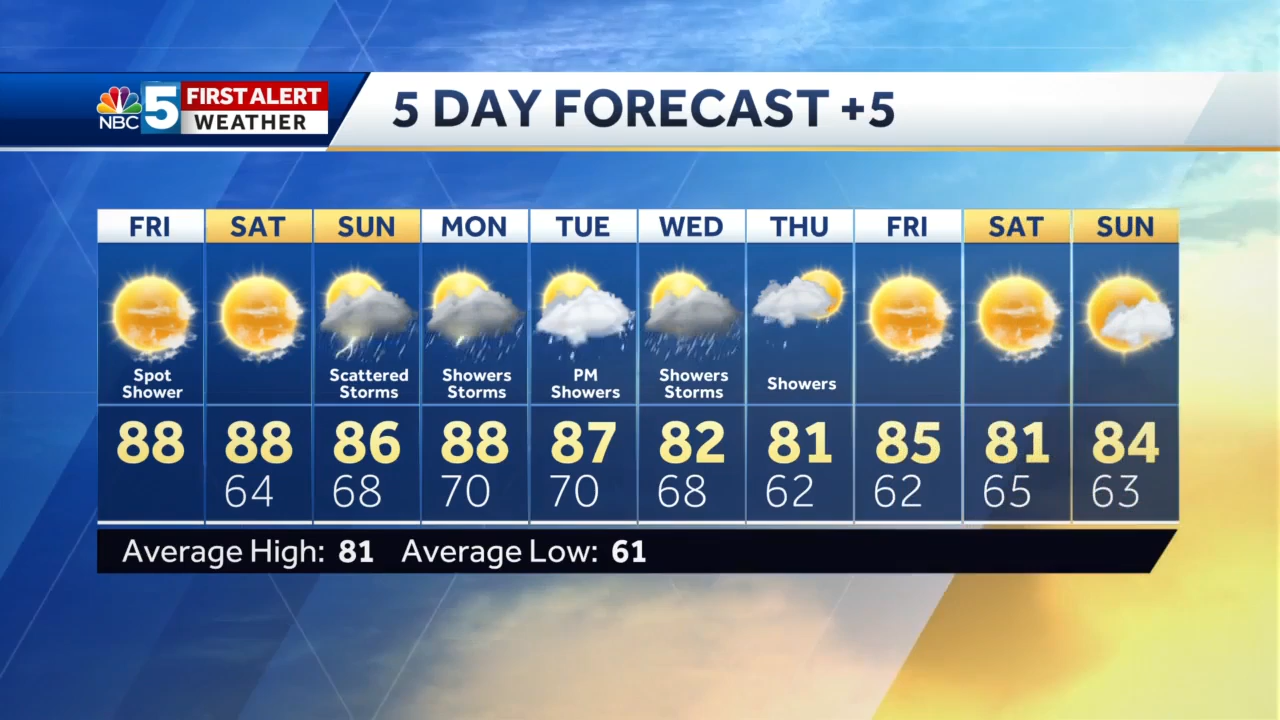 NBC 5 FIRST ALERT WEATHER
5 DAY FORECAST +5
FRI SAT SUN MON TUE WED THU FRI SAT SUN
Spot Shower
Scattered Storms
Showers Storms
PM Showers
Showers Storms
Showers
88 88 86 88 87 82 81 85 81 84
64 68 70 70 68 62 62 65 63
Average High: 81 Average Low: 61